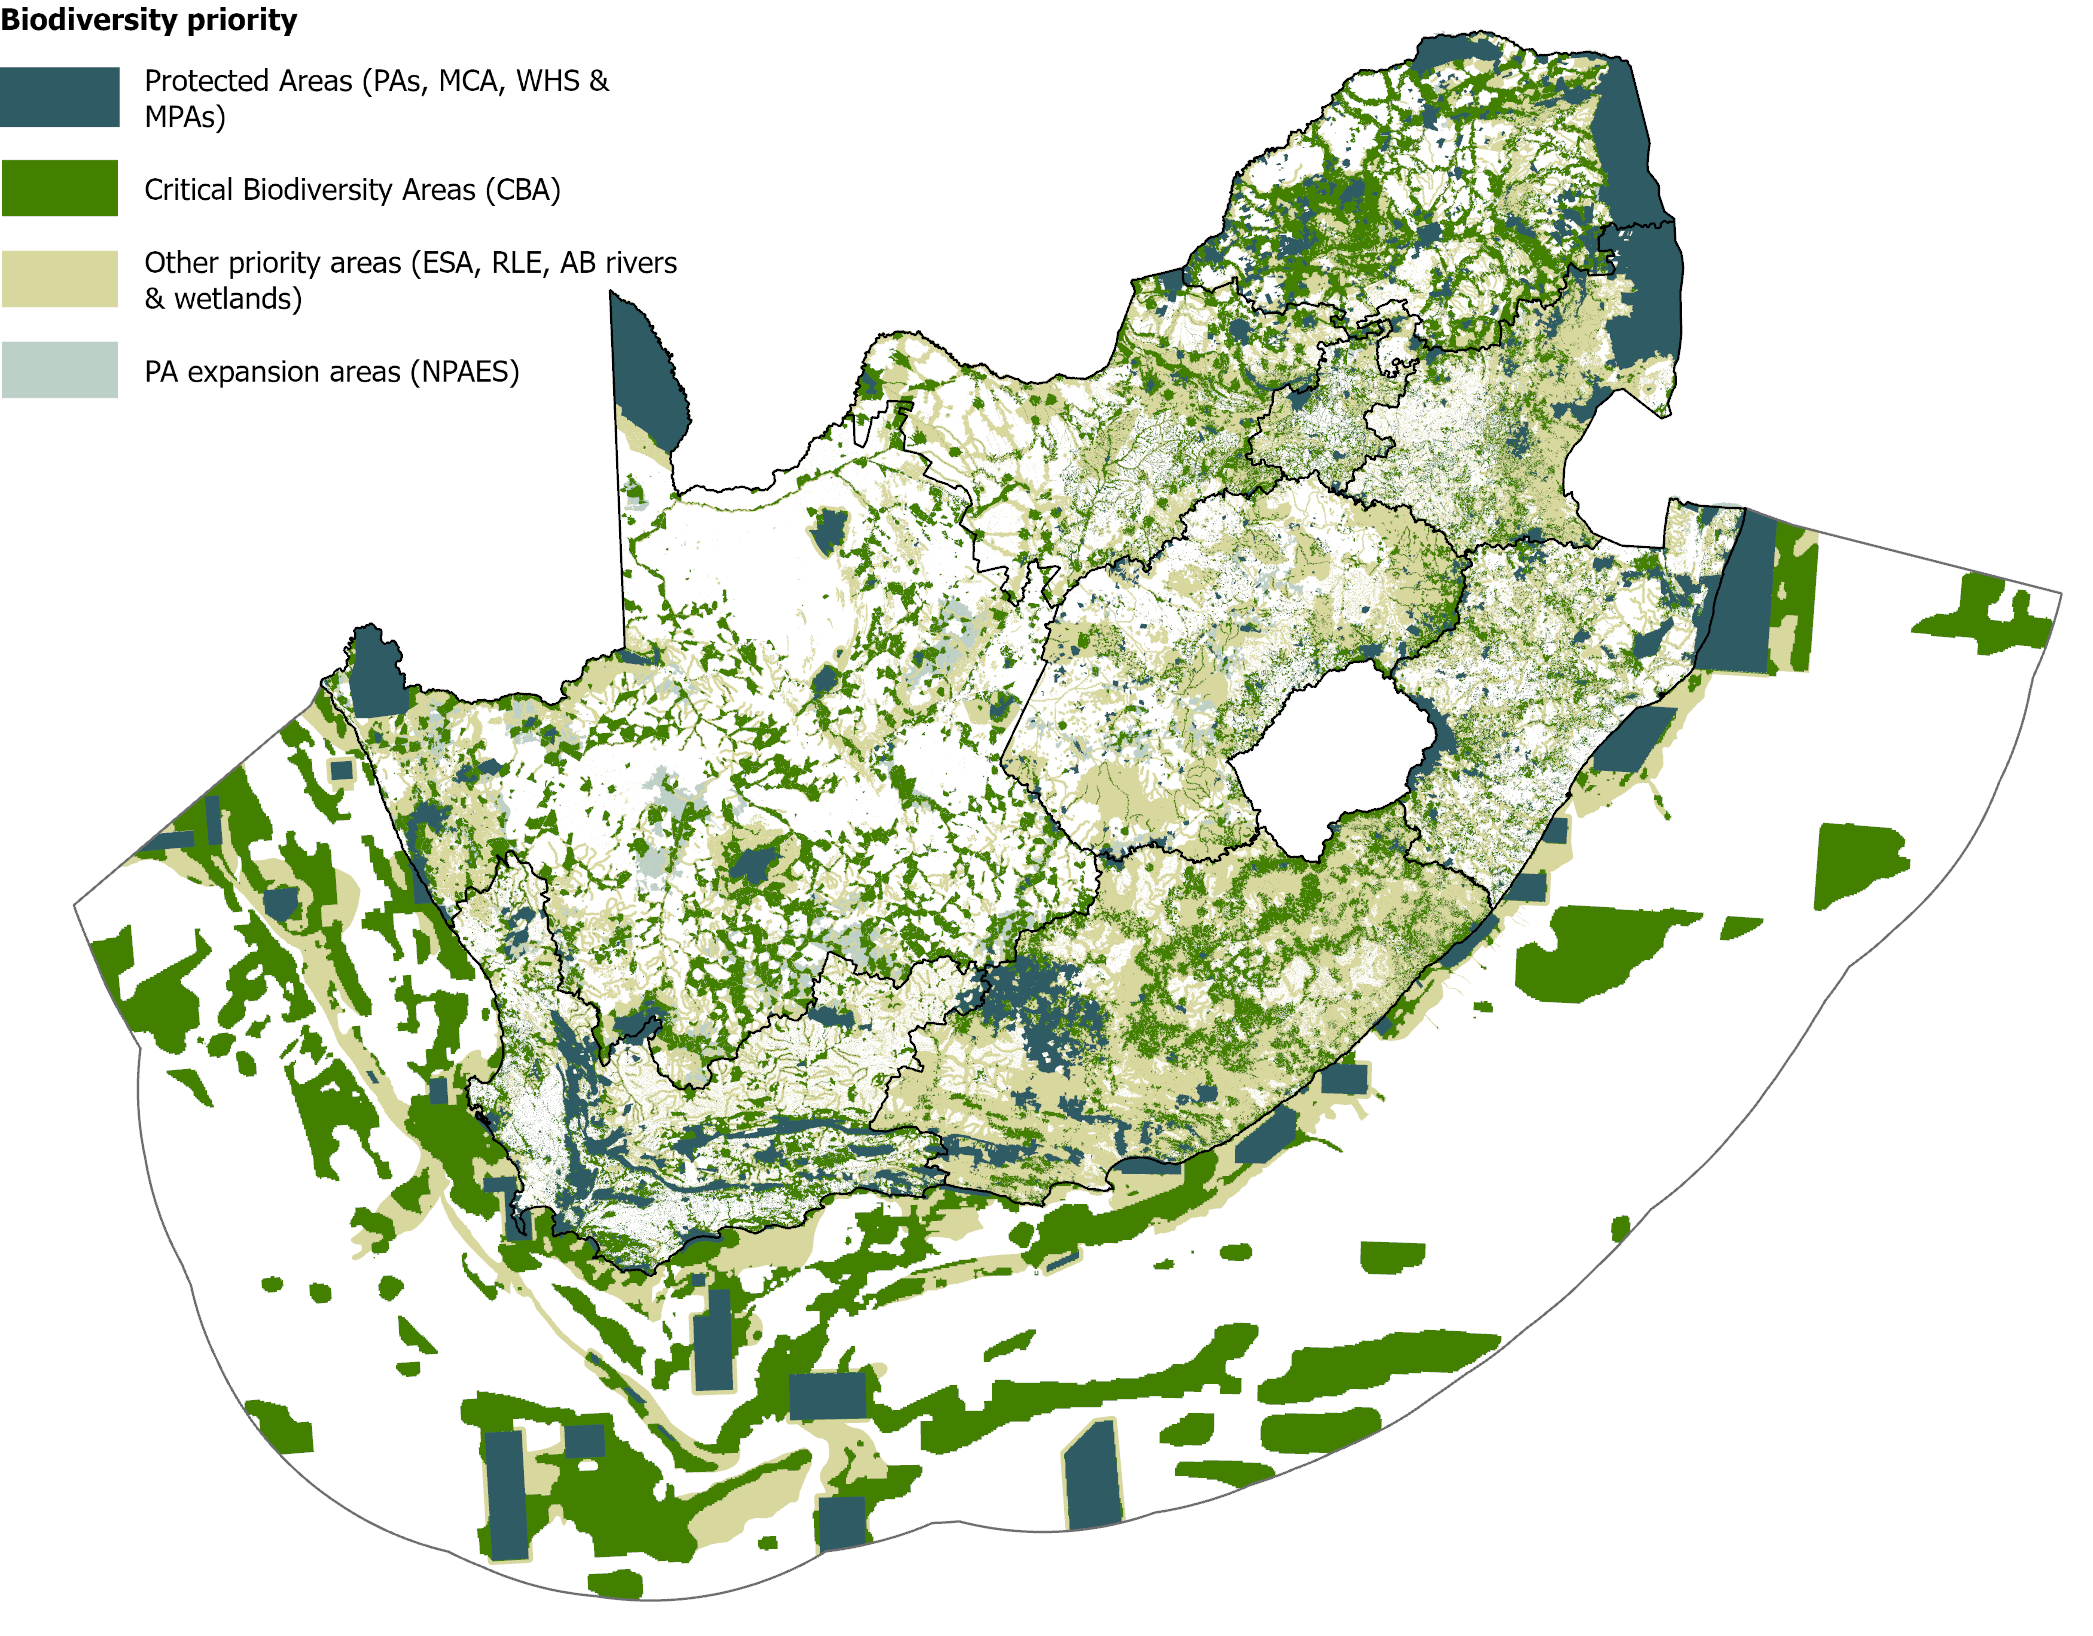 Biodiversity priority
Protected Areas (PAs, MCA, WHS &
MPAs)
Critical Biodiversity Areas (CBA)
Other priority areas (ESA, RLE, AB rivers
& wetlands)
PA expansion areas (NPAES)